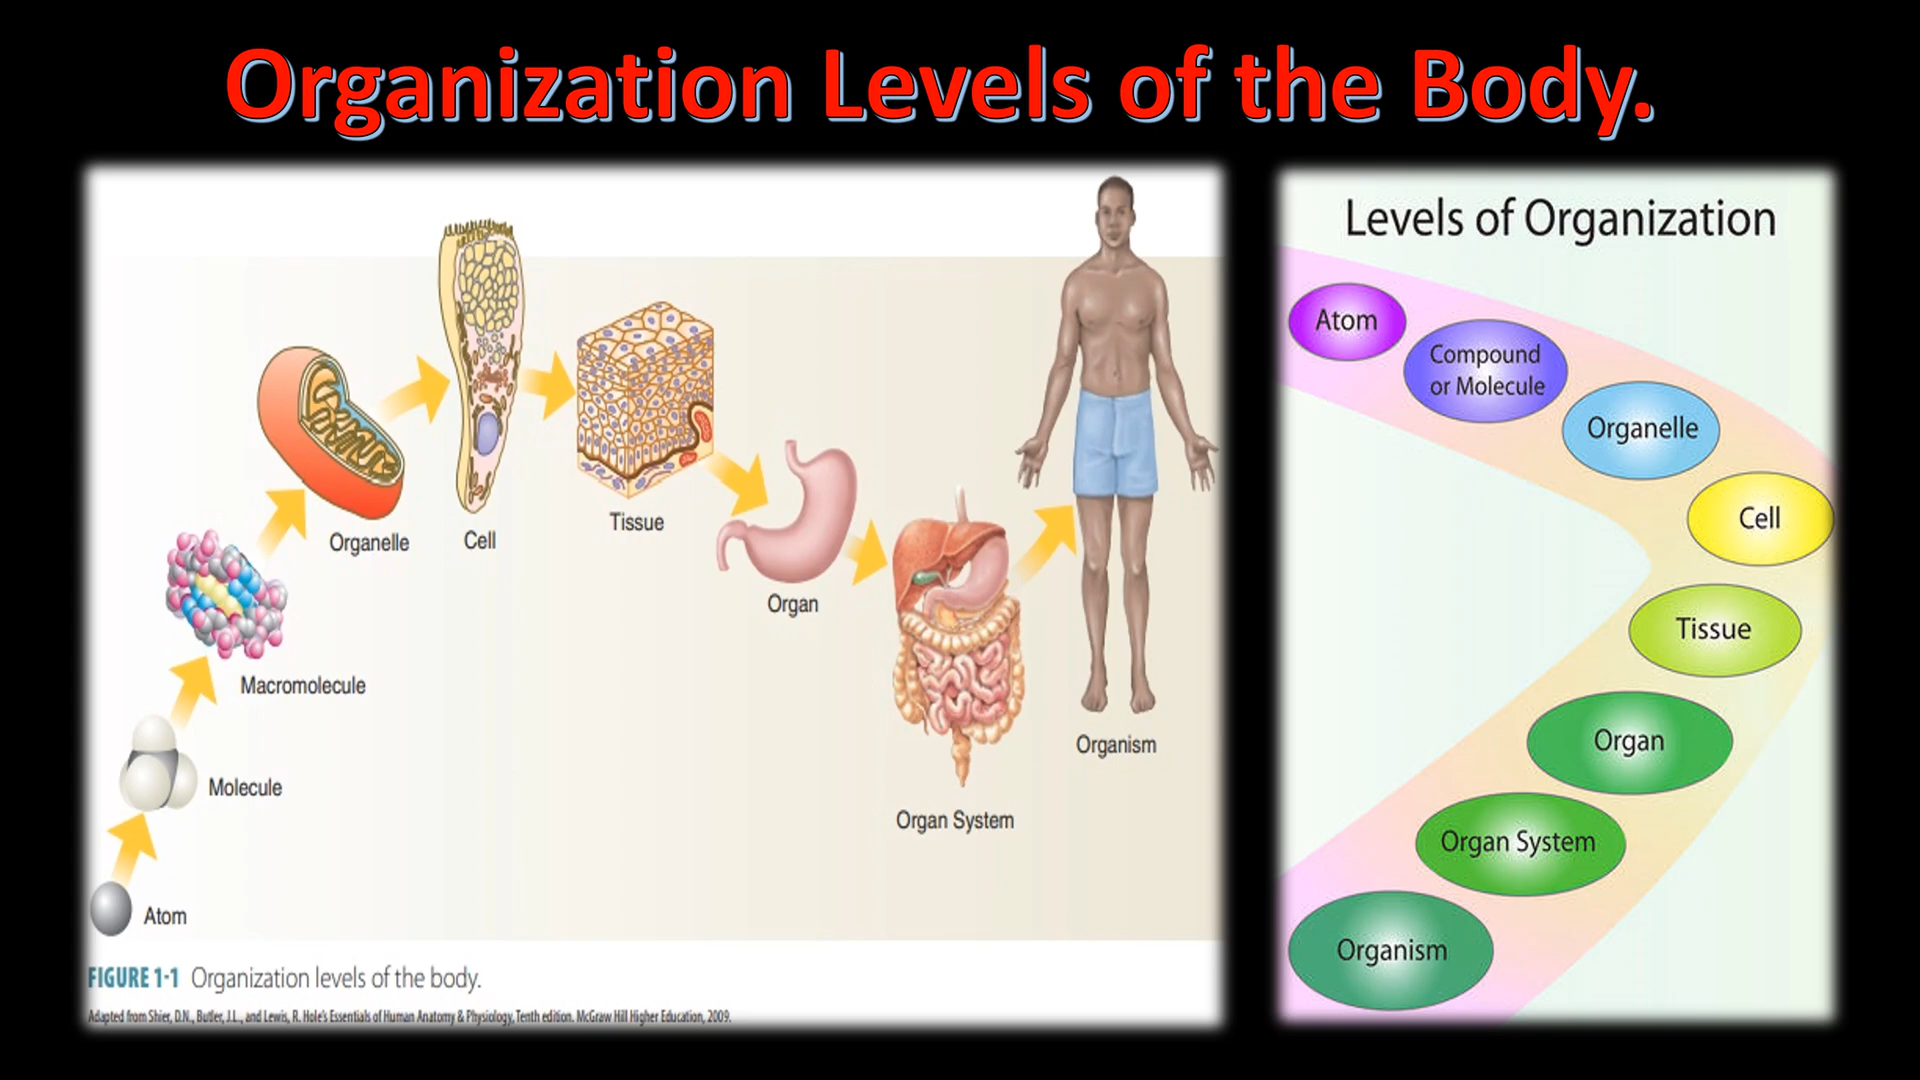 Organization Levels of the Body.
Organelle
Cell
Tissue
Organ
Macromolecule
Molecule
Atom
Organ System
Organism
FIGURE 1-1 Organization levels of the body.
Adapted from Shier, D.N., Butler, J.L., and Lewis, R. Hole's Essentials of Human Anatomy & Physiology, Tenth edition. McGraw Hill Higher Education, 2009.
Levels of Organization
Atom
Compound
or Molecule
Organelle
Cell
Tissue
Organ
Organ System
Organism